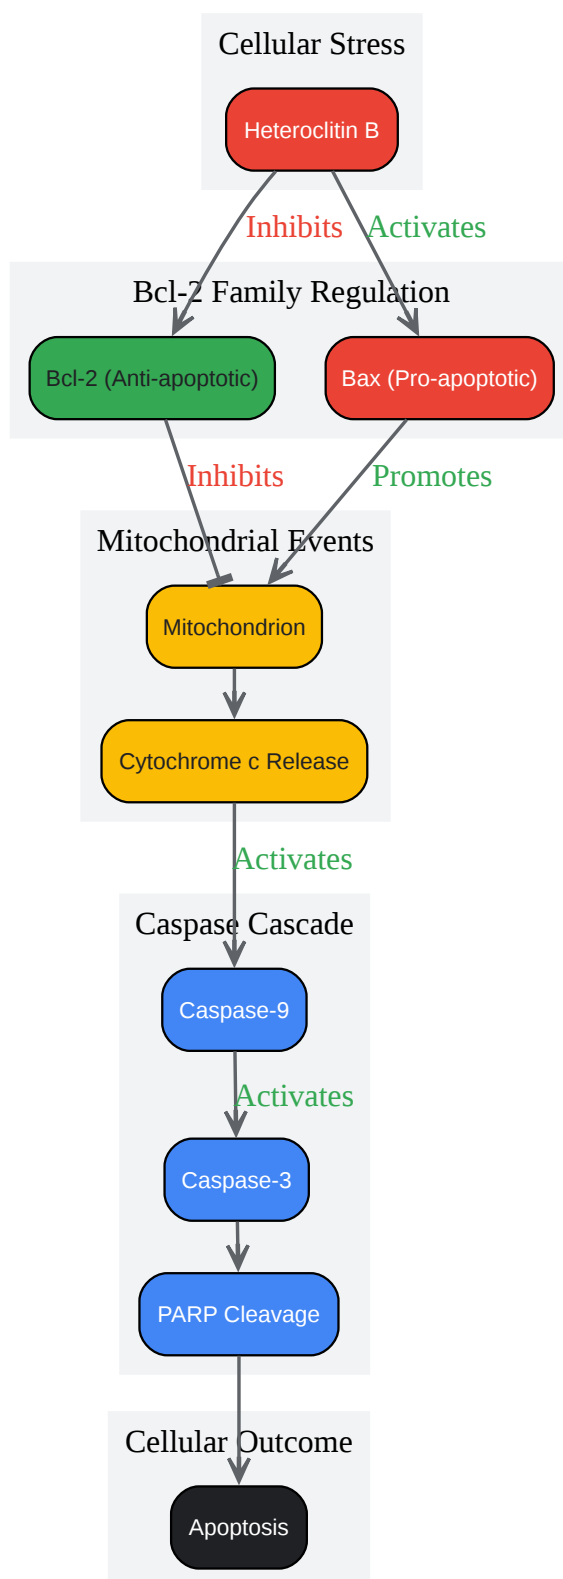 Cellular Stress
Heteroclitin B
Inhibits
Activates
Bcl-2 Family Regulation
Bcl-2 (Anti-apoptotic)
Bax (Pro-apoptotic)
Inhibits
Promotes
Mitochondrial Events
Mitochondrion
Cytochrome c Release
Activates
Caspase Cascade
Caspase-9
Activates
Caspase-3
PARP Cleavage
Cellular Outcome
Apoptosis